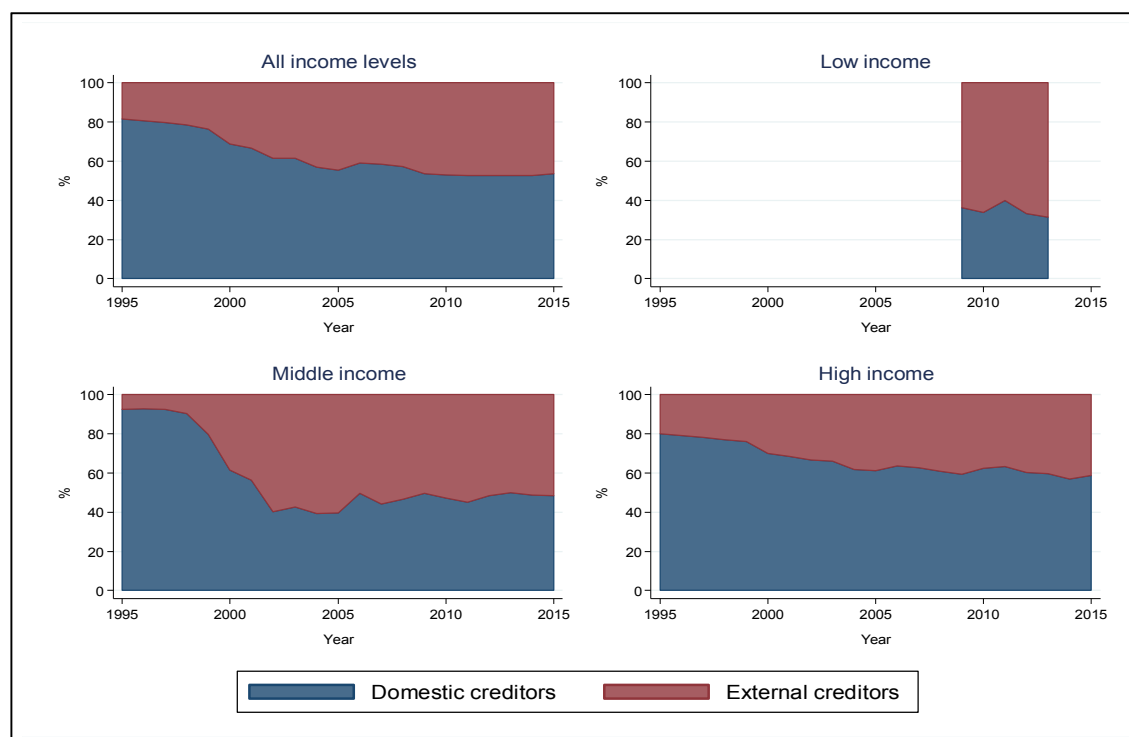 All income levels
100
80
60
40
20
0
%
1995 2000 2005 2010 2015
Year
Low income
100
80
60
40
20
0
%
1995 2000 2005 2010 2015
Year
Middle income
100
80
60
40
20
0
%
1995 2000 2005 2010 2015
Year
High income
100
80
60
40
20
0
%
1995 2000 2005 2010 2015
Year
Domestic creditors External creditors